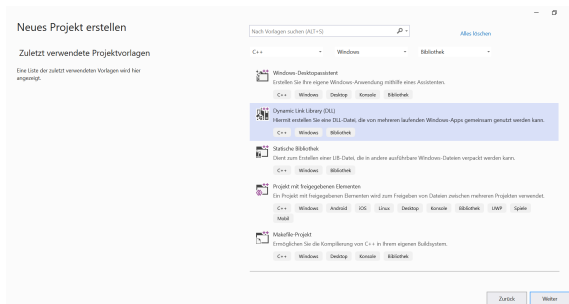 Neues Projekt erstellen
Nach Vorlagen suchen (ALT+S)
Alles löschen
Zuletzt verwendete Projektvorlagen
C++ Windows Bibliothek
Eine Liste der zuletzt verwendeten Vorlagen wird hier
angezeigt.
Windows-Desktopassistent
Erstellen Sie Ihre eigene Windows-Anwendung mithilfe eines Assistenten.
C++ Windows Desktop Konsole Bibliothek
Dynamic Link Library (DLL)
Hiermit erstellen Sie eine DLL-Datei, die von mehreren laufenden Windows-Apps gemeinsam genutzt werden kann.
C++ Windows Bibliothek
Statische Bibliothek
Dient zum Erstellen einer LIB-Datei, die in andere ausführbare Windows-Dateien verpackt werden kann.
C++ Windows Bibliothek
Projekt mit freigegebenen Elementen
Ein Projekt mit freigegebenen Elementen wird zum Freigeben von Dateien zwischen mehreren Projekten verwendet.
C++ Windows Android iOS Linux Desktop Konsole Bibliothek UWP Spiele
Mobil
Makefile-Projekt
Ermöglichen Sie die Kompilierung von C++ in Ihrem eigenen Buildsystem.
C++ Windows Desktop Konsole Bibliothek
Zurück Weiter